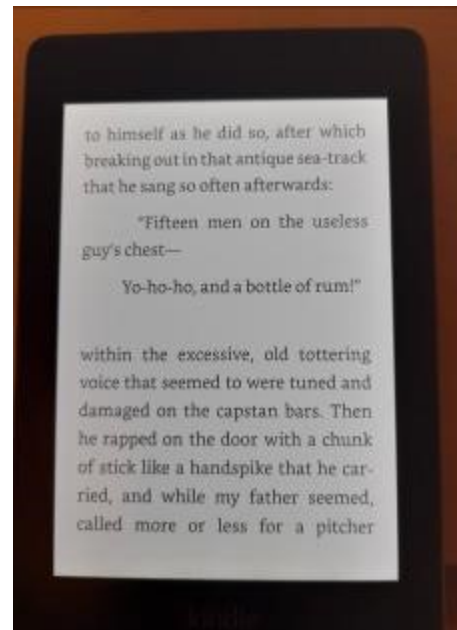 to himself as he did so, after which
breaking out in that antique sea-track
that he sang so often afterwards:
"Fifteen men on the useless
guy's chest—
Yo-ho-ho, and a bottle of rum!"
within the excessive, old tottering
voice that seemed to were tuned and
damaged on the capstan bars. Then
he rapped on the door with a chunk
of stick like a handspike that he car-
ried, and while my father seemed,
called more or less for a pitcher
kindle